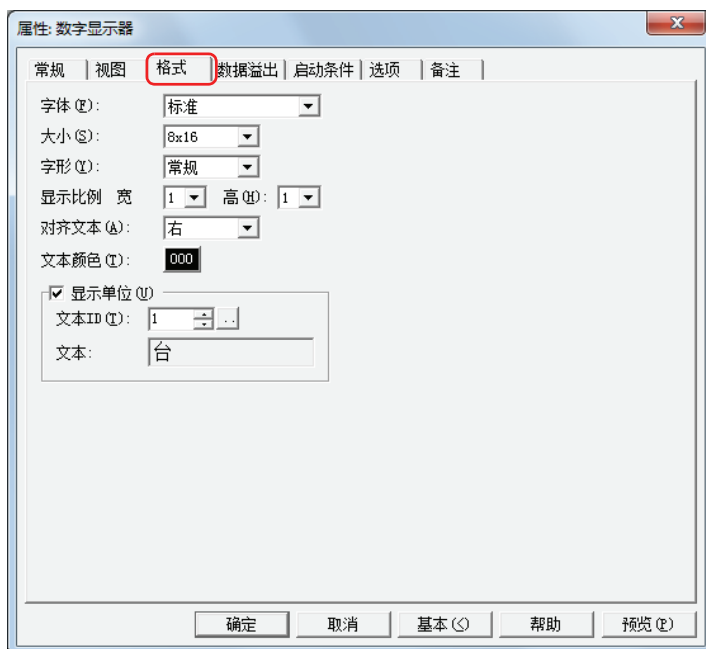 属性: 数字显示器
常规 视图 格式 数据溢出 启动条件 选项 备注
字体(F): 标准
大小(S): 8x16
字形(Y): 常规
显示比例 宽 1 高(H): 1
对齐文本(A): 右
文本颜色(T): 000
显示单位(U)
文本ID(T): 1 ..
文本: 台
确定 取消 基本(<) 帮助 预览(P)